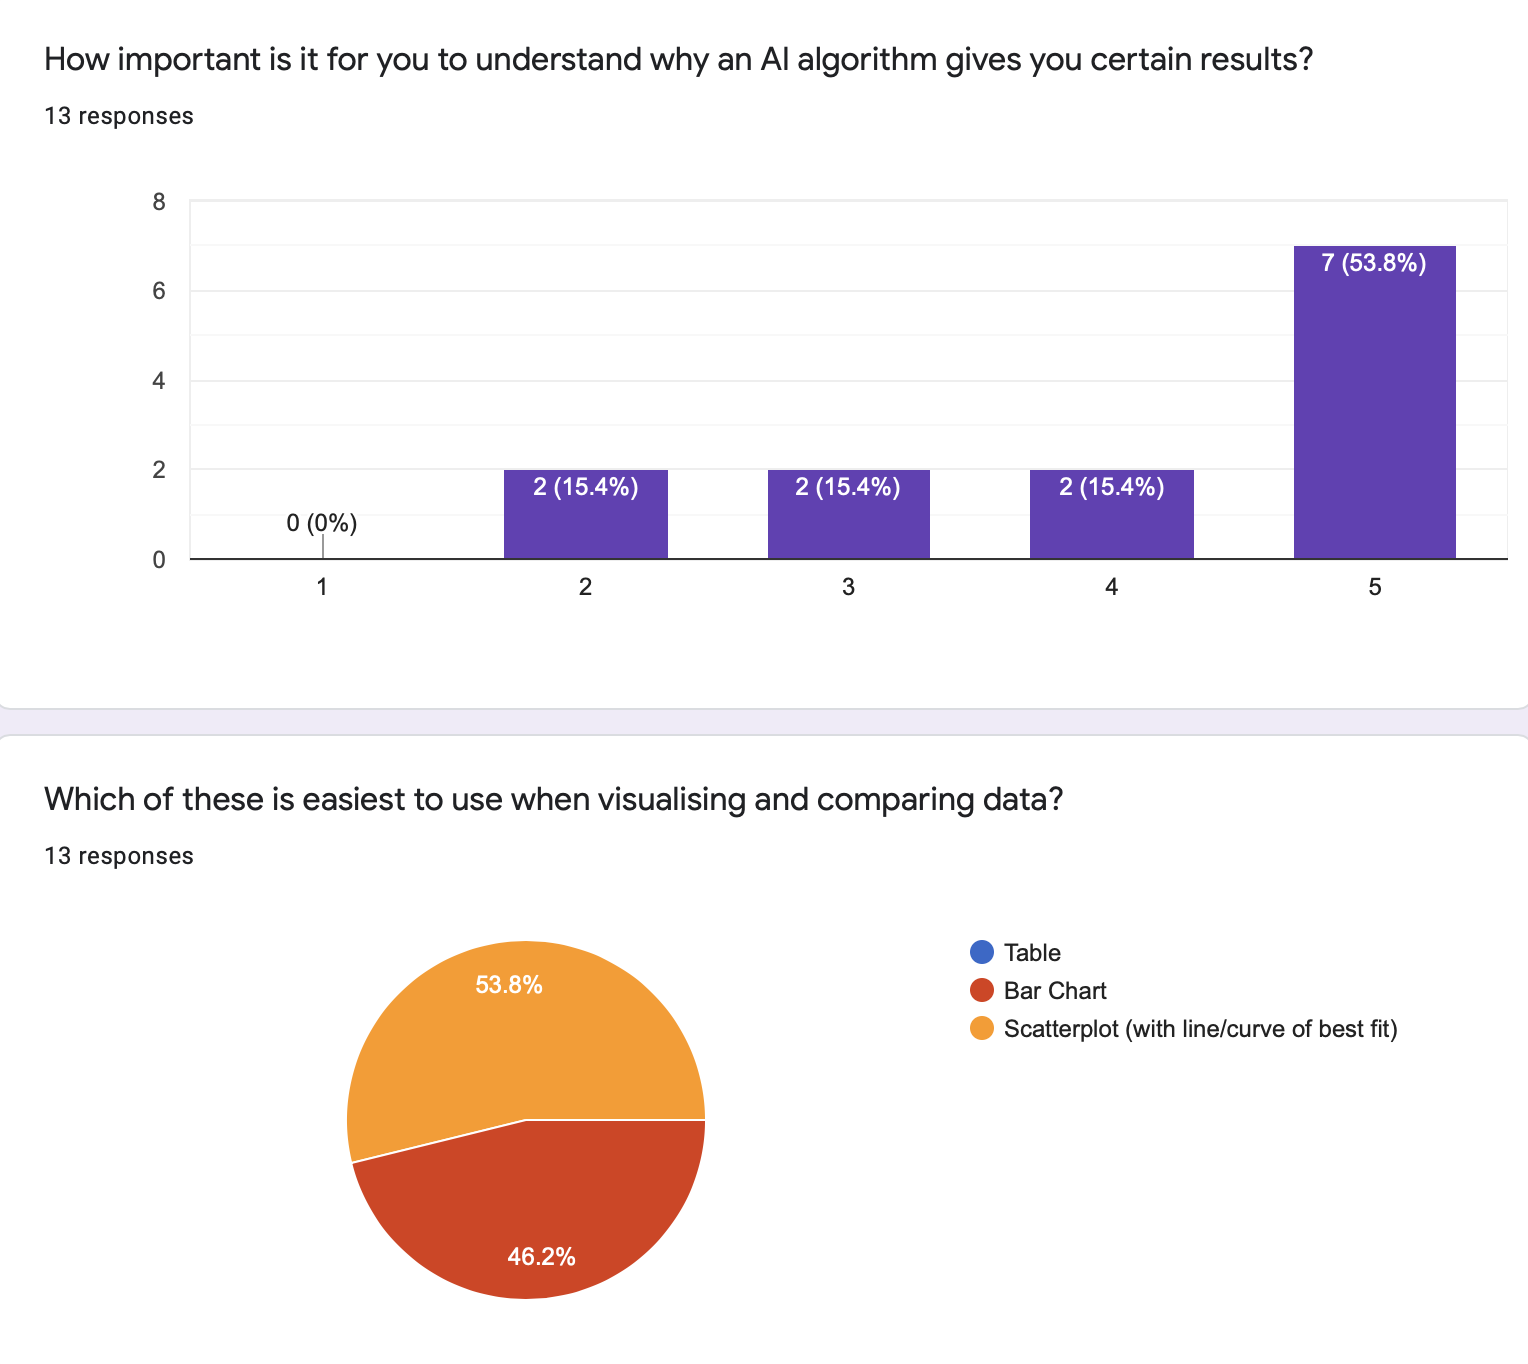 How important is it for you to understand why an AI algorithm gives you certain results?
13 responses
8
6
4
2
0
0 (0%)
2 (15.4%)
2 (15.4%)
2 (15.4%)
7 (53.8%)
1
2
3
4
5
Which of these is easiest to use when visualising and comparing data?
13 responses
53.8%
46.2%
Table
Bar Chart
Scatterplot (with line/curve of best fit)